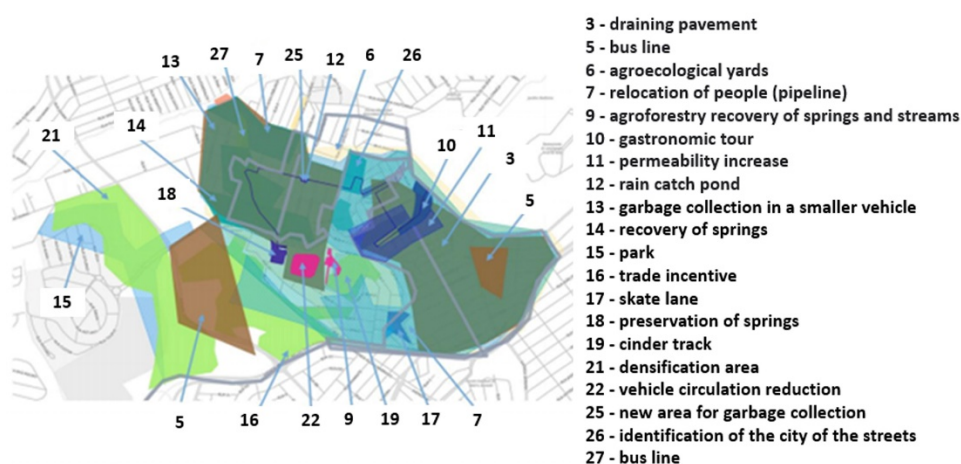 25
6
26
27
7
12
13
11
21
14
10
3
18
5
15
5
16
22
9
19
17
7
3 - draining pavement
5 - bus line
6 - agroecological yards
7 - relocation of people (pipeline)
9 - agroforestry recovery of springs and streams
10 - gastronomic tour
11 - permeability increase
12 - rain catch pond
13 - garbage collection in a smaller vehicle
14 - recovery of springs
15 - park
16 - trade incentive
17 - skate lane
18 - preservation of springs
19 - cinder track
21 - densification area
22 - vehicle circulation reduction
25 - new area for garbage collection
26 - identification of the city of the streets
27 - bus line